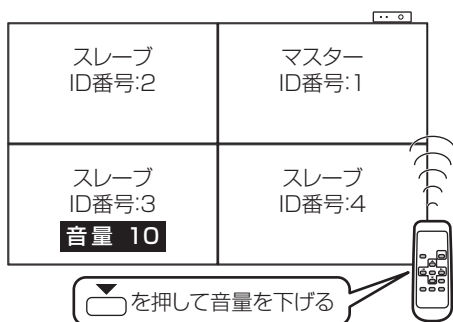 スレーブ
ID番号:2
マスター
ID番号:1
スレーブ
ID番号:3
音量 10
スレーブ
ID番号:4
を押して音量を下げる